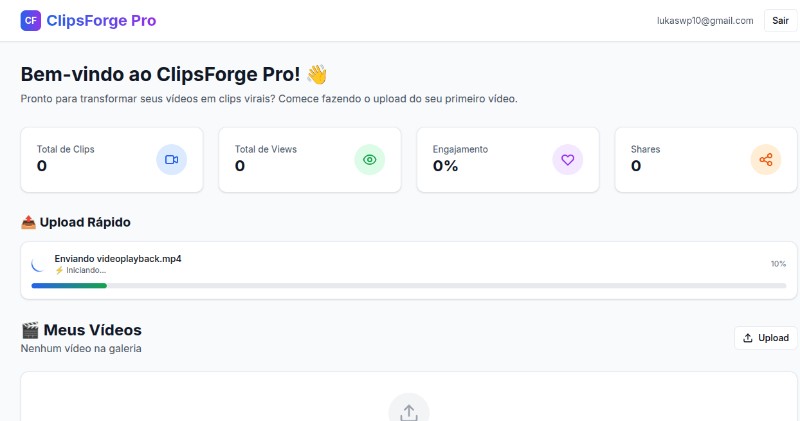 CF ClipsForge Pro
lukaswp10@gmail.com Sair
Bem-vindo ao ClipsForge Pro! 👋
Pronto para transformar seus vídeos em clips virais? Comece fazendo o upload do seu primeiro vídeo.
Total de Clips
0
Total de Views
0
Engajamento
0%
Shares
0
📤 Upload Rápido
Enviando videoplayback.mp4
⚡ Iniciando...
10%
🎬 Meus Vídeos
Nenhum vídeo na galeria
Upload